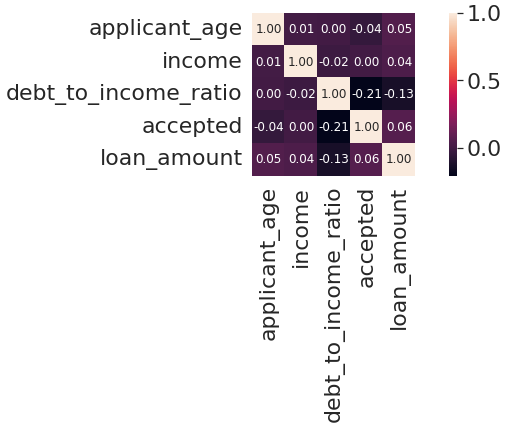 applicant_age 1.00 0.01 0.00 -0.04 0.05
income 0.01 1.00 -0.02 0.00 0.04
debt_to_income_ratio 0.00 -0.02 1.00 -0.21 -0.13
accepted -0.04 0.00 -0.21 1.00 0.06
loan_amount 0.05 0.04 -0.13 0.06 1.00
applicant_age
income
debt_to_income_ratio
accepted
loan_amount
1.0
0.5
0.0